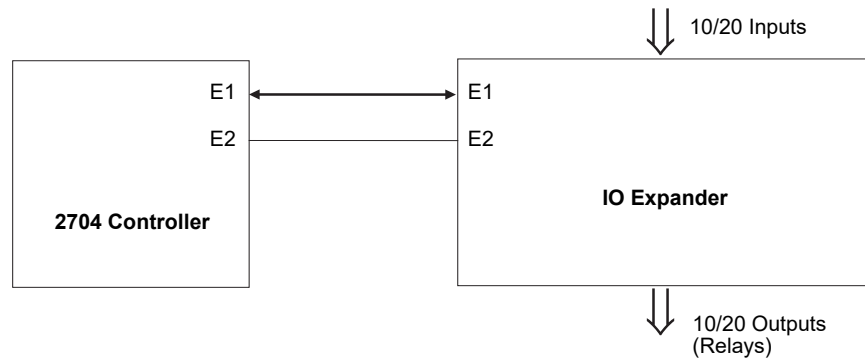 10/20 Inputs
E1
E1
E2
E2
2704 Controller
IO Expander
10/20 Outputs
(Relays)